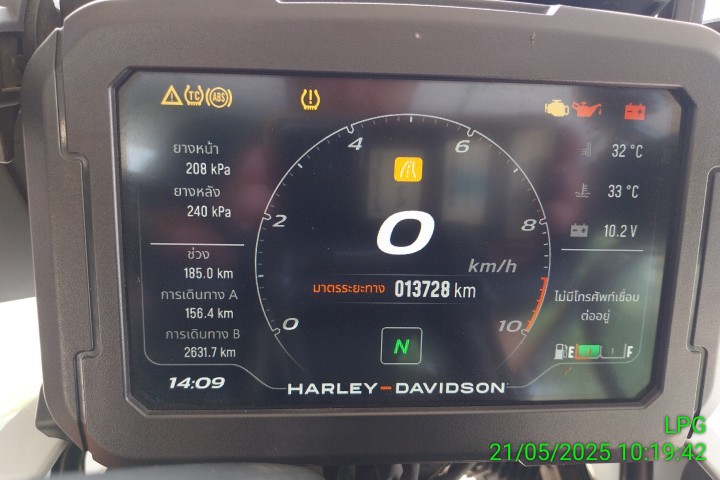 TC
ABS
ยางหน้า
208 kPa
ยางหลัง
240 kPa
ช่วง
185.0 km
การเดินทาง A
156.4 km
การเดินทาง B
2631.7 km
14:09
0
2
4
6
8
10
0
km/h
มาตรระยะทาง 013728 km
N
HARLEY-DAVIDSON
32 °C
33 °C
10.2 V
ไม่มีโทรศัพท์เชื่อม
ต่ออยู่
E F
LPG
21/05/2025 10:19:42